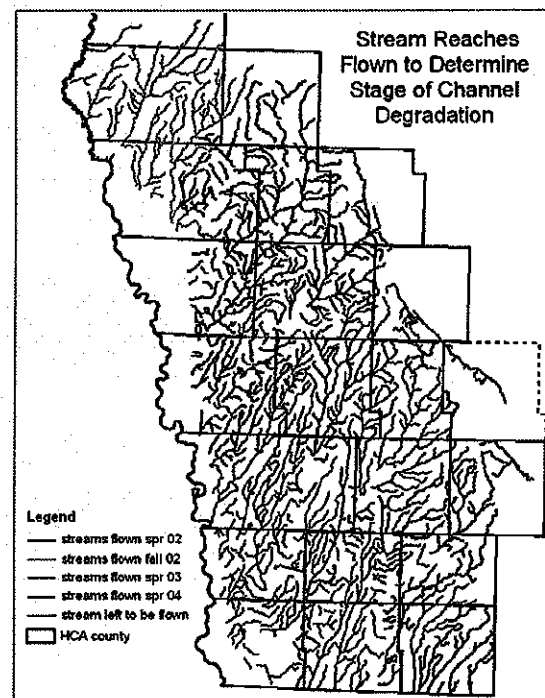 Stream Reaches
Flown to Determine
Stage of Channel
Degradation
Legend
streams flown spr 02
streams flown fall 02
streams flown spr 03
streams flown spr 04
stream left to be flown
HCA county